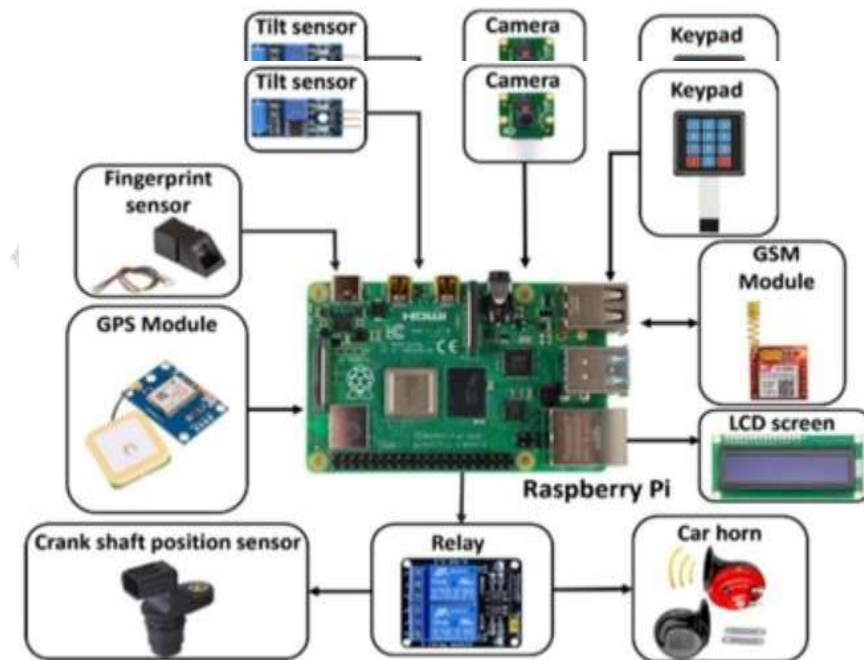 Tilt sensor
Camera
Keypad
Tilt sensor
Camera
Keypad
Fingerprint
sensor
GSM
Module
GPS Module
HDMI
LCD screen
Raspberry Pi
Crank shaft position sensor
Relay
Car horn